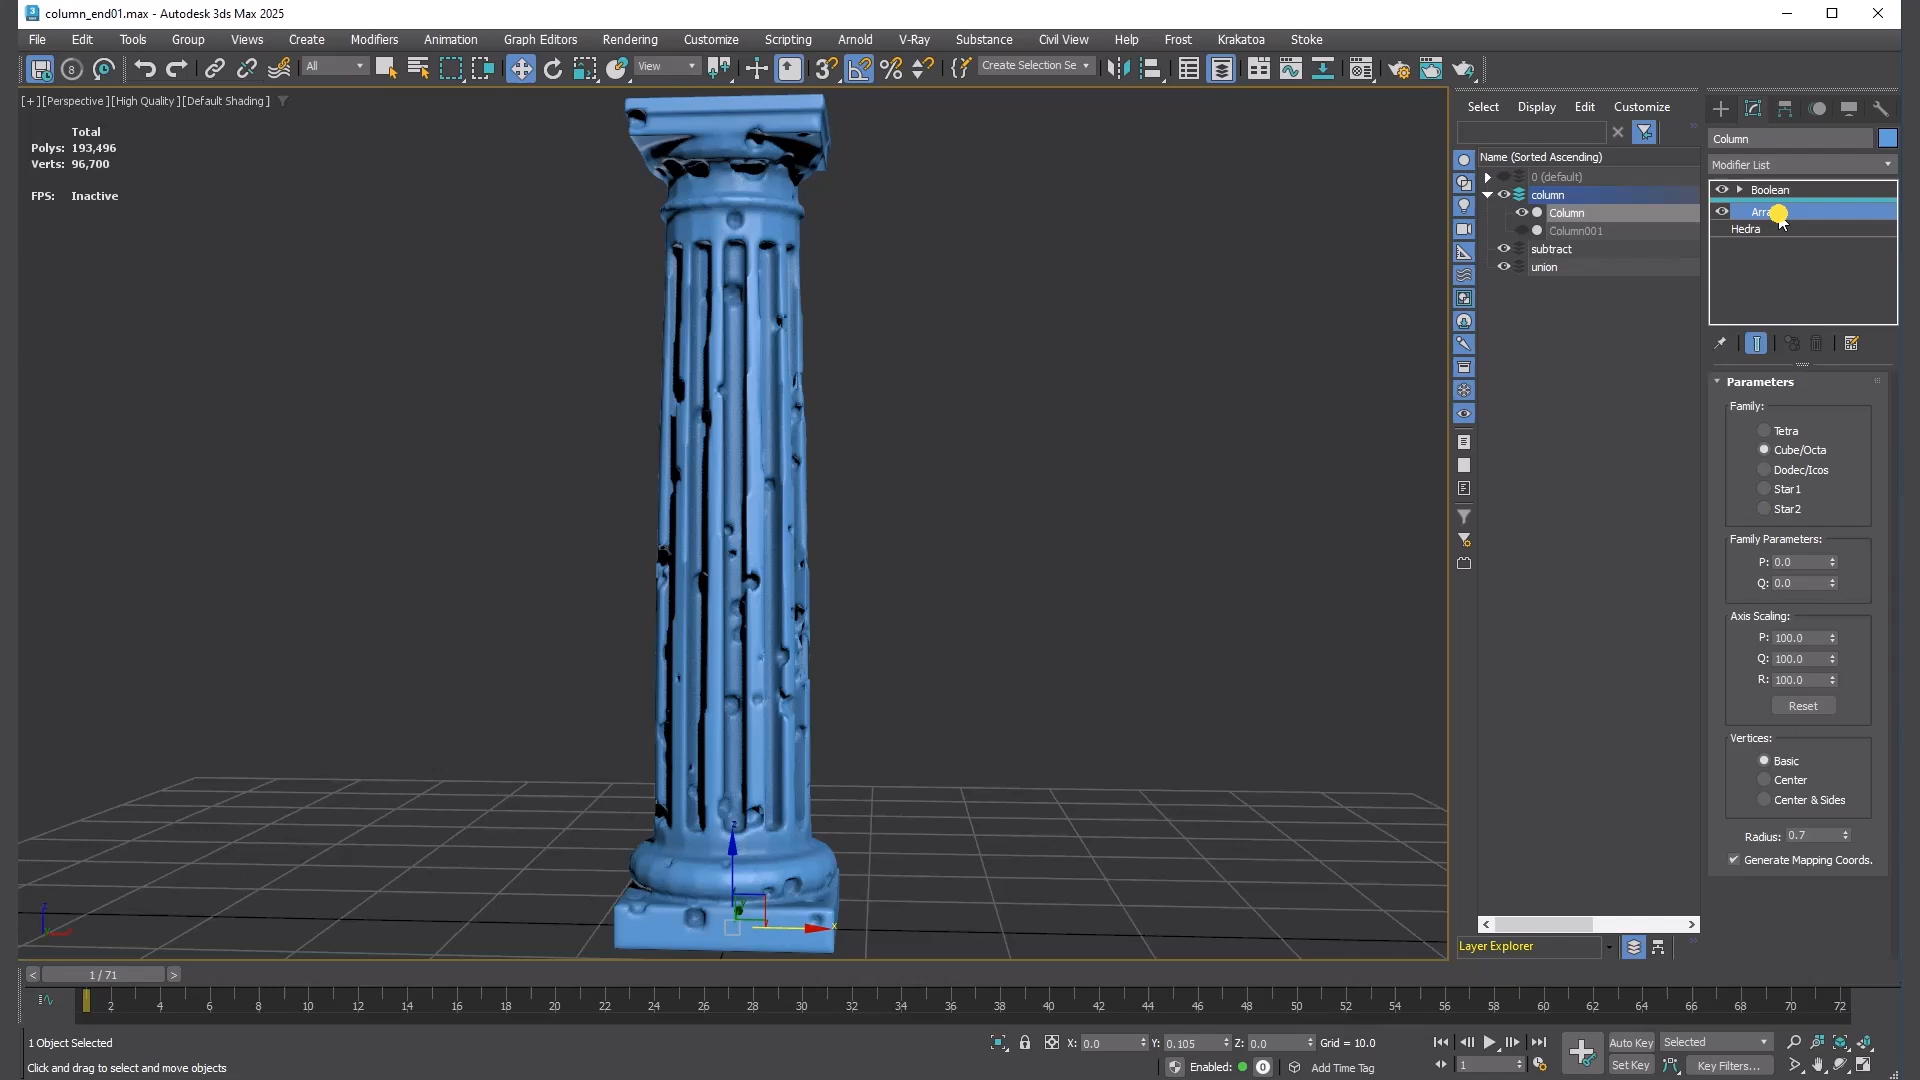 column_end01.max - Autodesk 3ds Max 2025
File Edit Tools Group Views Create Modifiers Animation Graph Editors Rendering Customize Scripting Arnold V-Ray Substance Civil View Help Frost Krakatoa Stoke
All View Create Selection Se
[+][Perspective][High Quality][Default Shading]
Total
Polys: 193,496
Verts: 96,700
FPS: Inactive
z
x
y
z
Select Display Edit Customize
Name (Sorted Ascending)
0 (default)
column
Column
Column001
subtract
union
Layer Explorer
Column
Modifier List
Boolean
Arra
Hedra
Parameters
Family:
Tetra
Cube/Octa
Dodec/Icos
Star1
Star2
Family Parameters:
P: 0.0
Q: 0.0
Axis Scaling:
P: 100.0
Q: 100.0
R: 100.0
Reset
Vertices:
Basic
Center
Center & Sides
Radius: 0.7
Generate Mapping Coords.
< 1 / 71 >
2 4 6 8 10 12 14 16 18 20 22 24 26 28 30 32 34 36 38 40 42 44 46 48 50 52 54 56 58 60 62 64 66 68 70 72
1 Object Selected
X: 0.0 Y: 0.105 Z: 0.0 Grid = 10.0
Auto Key Selected
Click and drag to select and move objects
Enabled: 0 Add Time Tag
1
Set Key Key Filters...